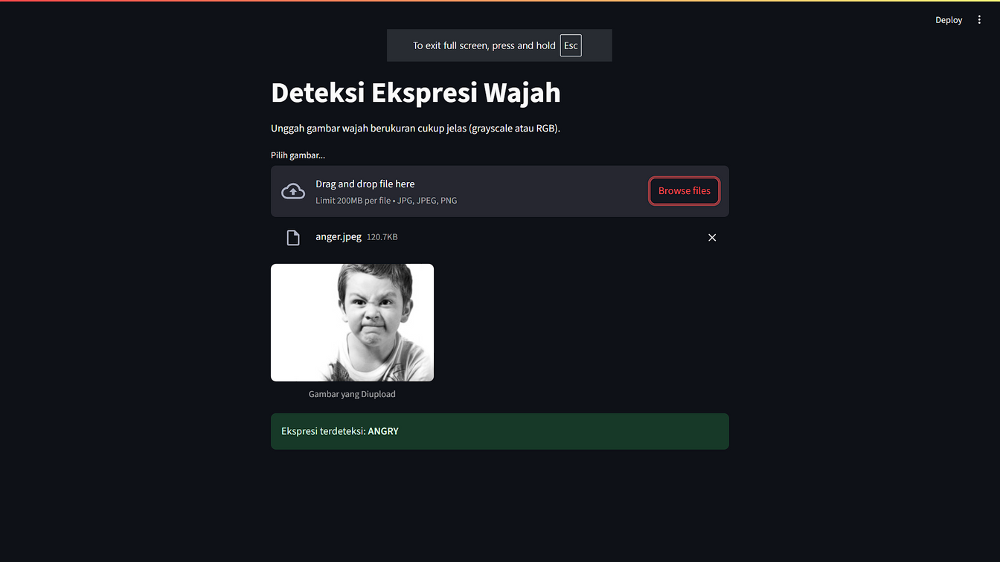 Deploy
To exit full screen, press and hold Esc
Deteksi Ekspresi Wajah
Unggah gambar wajah berukuran cukup jelas (grayscale atau RGB).
Pilih gambar...
Drag and drop file here
Limit 200MB per file • JPG, JPEG, PNG
Browse files
anger.jpeg 120.7KB
Gambar yang Diupload
Ekspresi terdeteksi: ANGRY